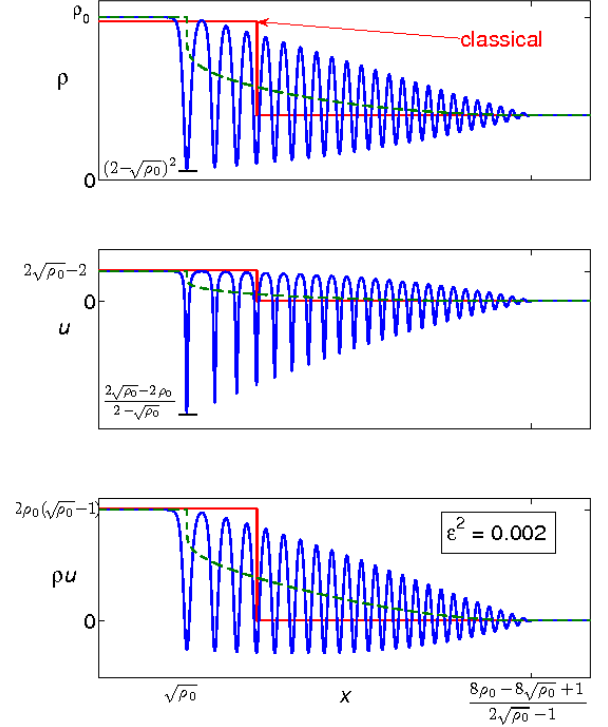 ρ₀
classical
ρ
(2−√ρ₀)²
0
2√ρ₀−2
0
u
(2√ρ₀−2ρ₀)/(2−√ρ₀)
2ρ₀(√ρ₀−1)
ε² = 0.002
ρu
0
√ρ₀
x
(8ρ₀−8√ρ₀+1)/(2√ρ₀−1)